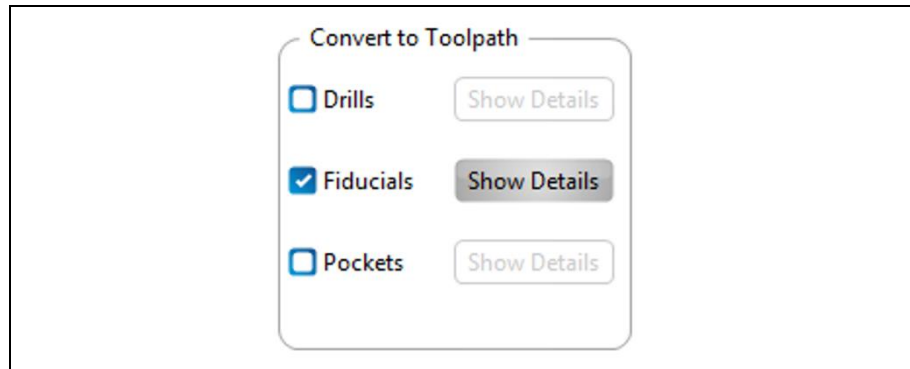 Convert to Toolpath
Drills Show Details
Fiducials Show Details
Pockets Show Details